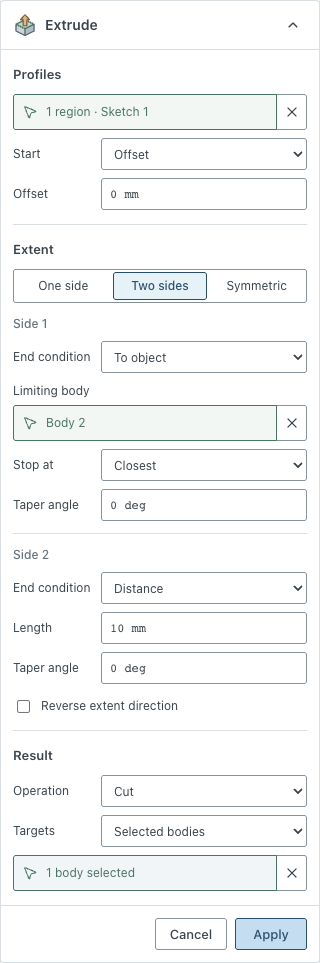 Extrude
Profiles
1 region · Sketch 1
Start Offset
Offset 0 mm
Extent
One side Two sides Symmetric
Side 1
End condition To object
Limiting body
Body 2
Stop at Closest
Taper angle 0 deg
Side 2
End condition Distance
Length 10 mm
Taper angle 0 deg
Reverse extent direction
Result
Operation Cut
Targets Selected bodies
1 body selected
Cancel Apply